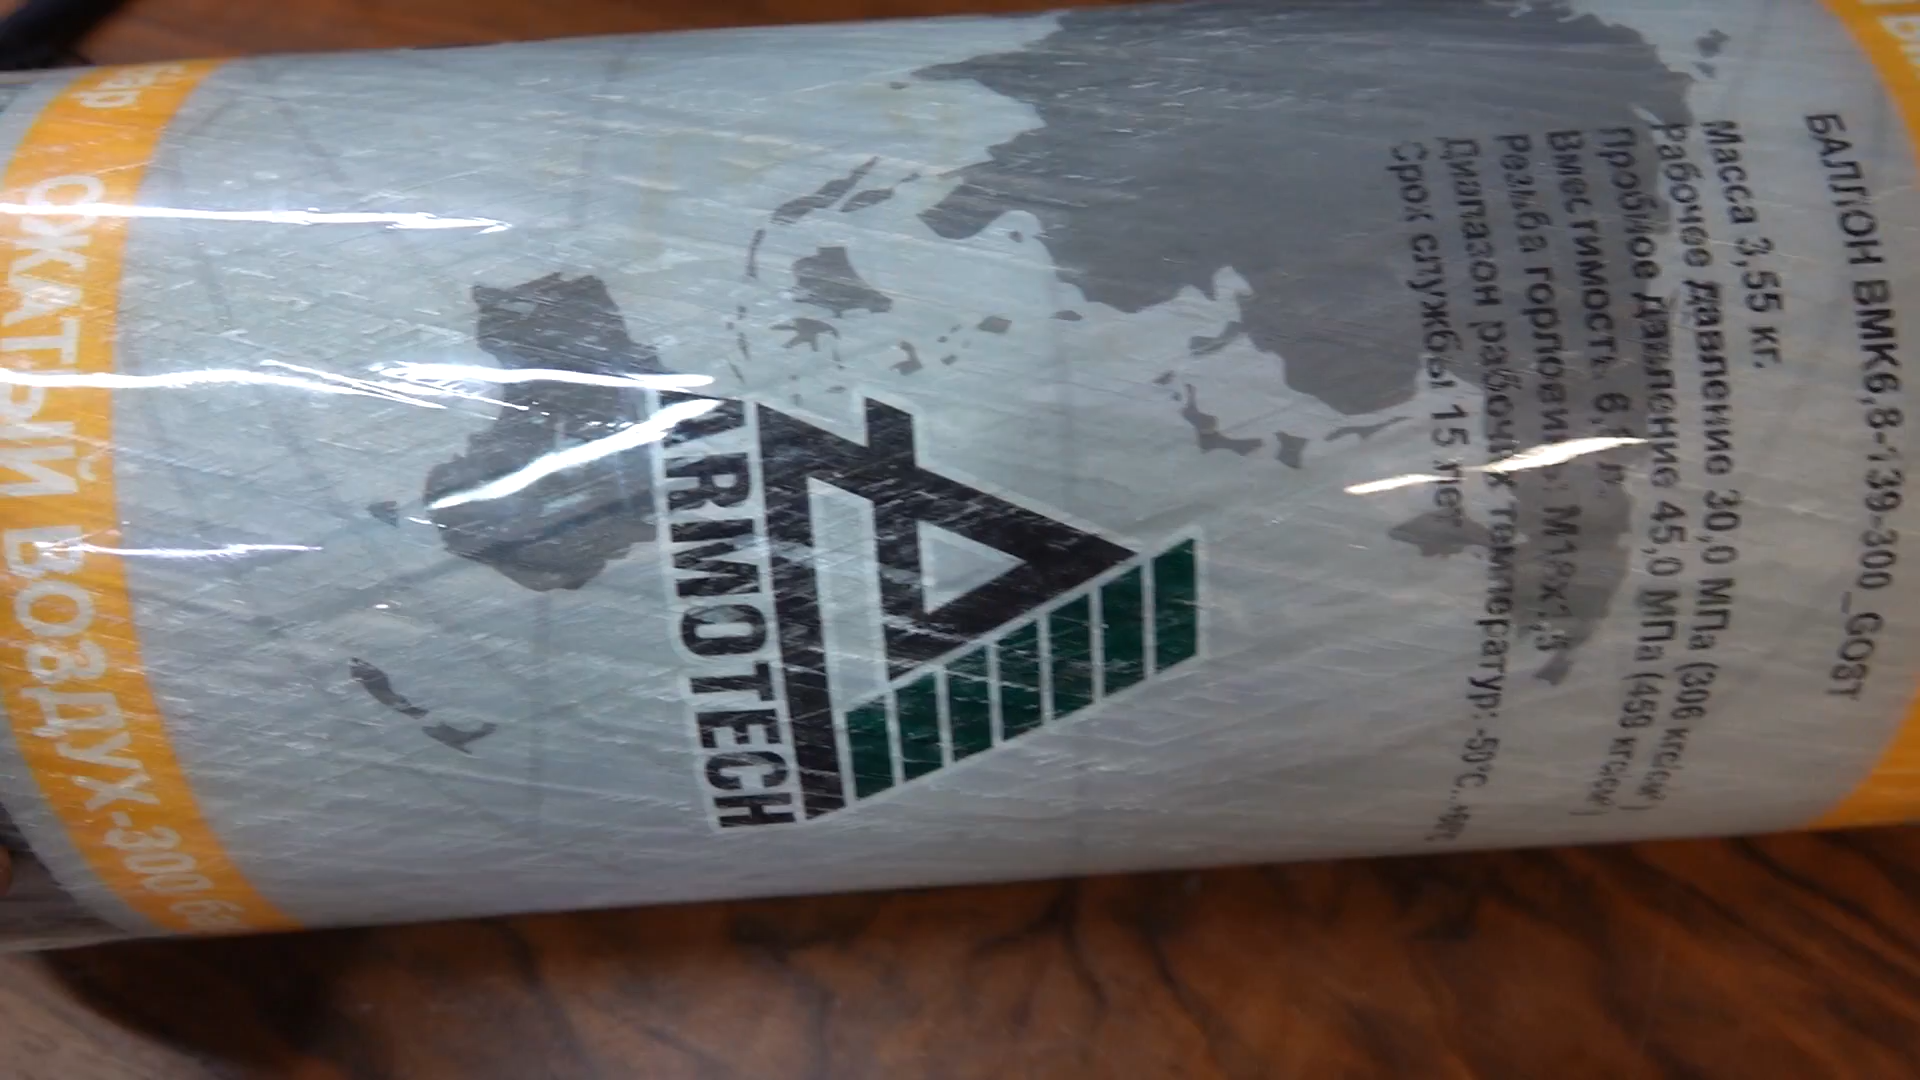 БАЛЛОН ВМК6,8-139-300_GOST
Масса 3,55 кг.
Рабочее давление 30,0 МПа (306 кгс/см²)
Пробное давление 45,0 МПа (459 кгс/см²)
Вместимость 6, л.
Резьба горловины М18х1,5
Диапазон рабочих температур: -50°С...
Срок службы 15 лет
ARMOTECH
СЖАТЫЙ ВОЗДУХ-300